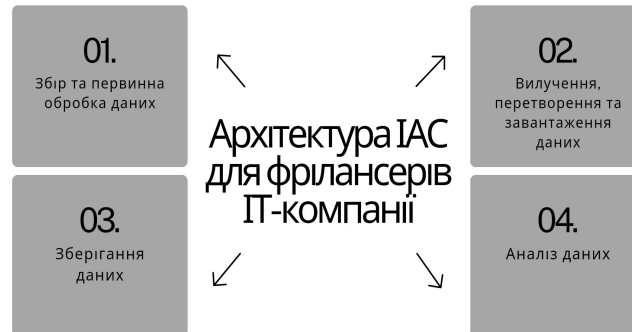 01.
Збір та первинна
обробка даних
02.
Вилучення,
перетворення та
завантаження
даних
Архітектура ІАС
для фрілансерів
ІТ-компанії
03.
Зберігання
даних
04.
Аналіз даних